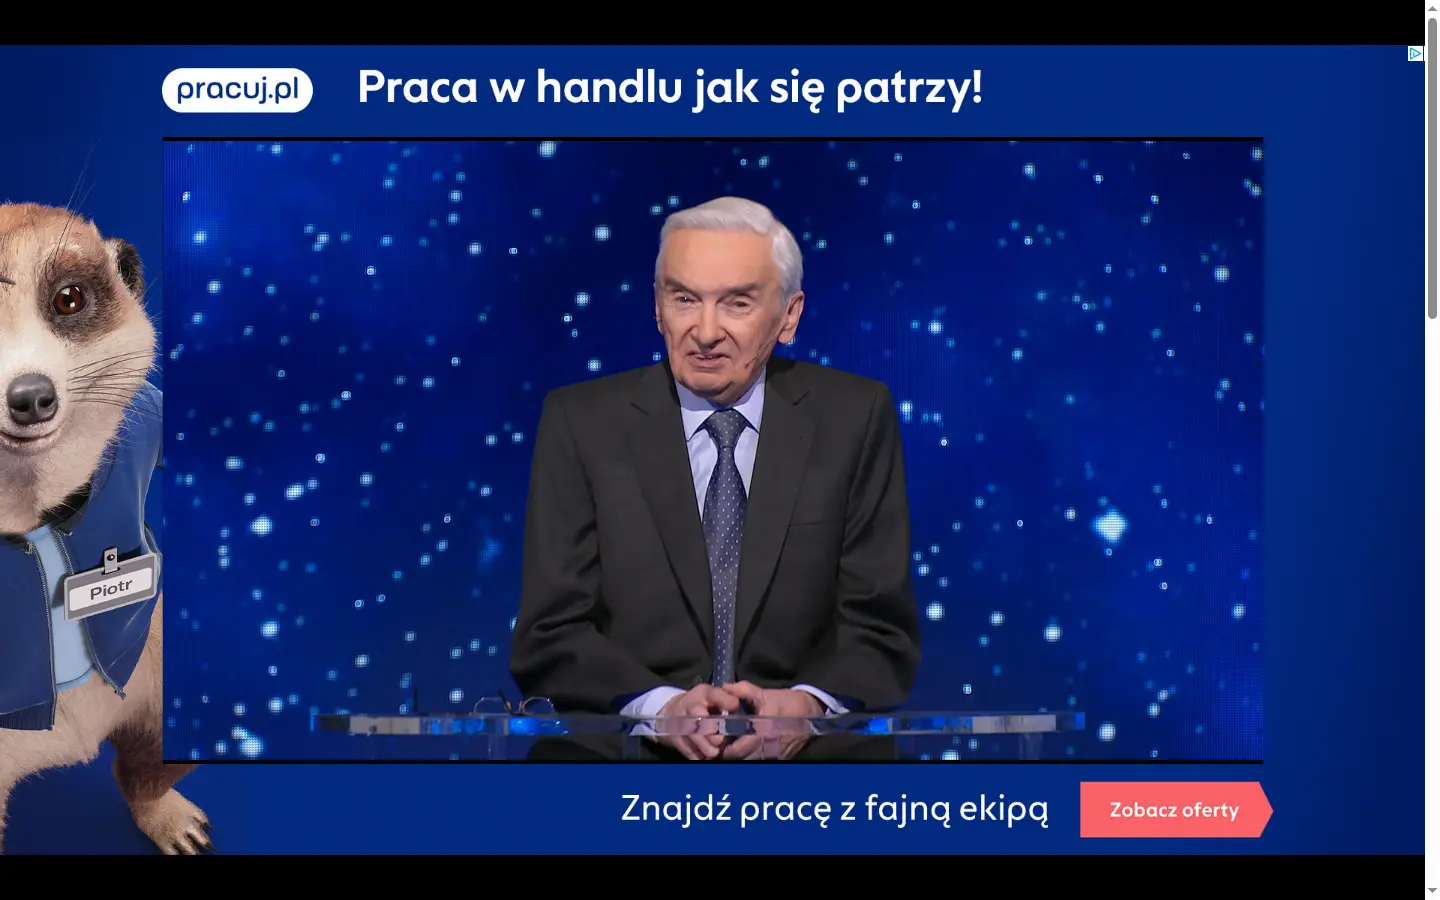 pracuj.pl
Praca w handlu jak się patrzy!
Piotr
Znajdź pracę z fajną ekipą
Zobacz oferty